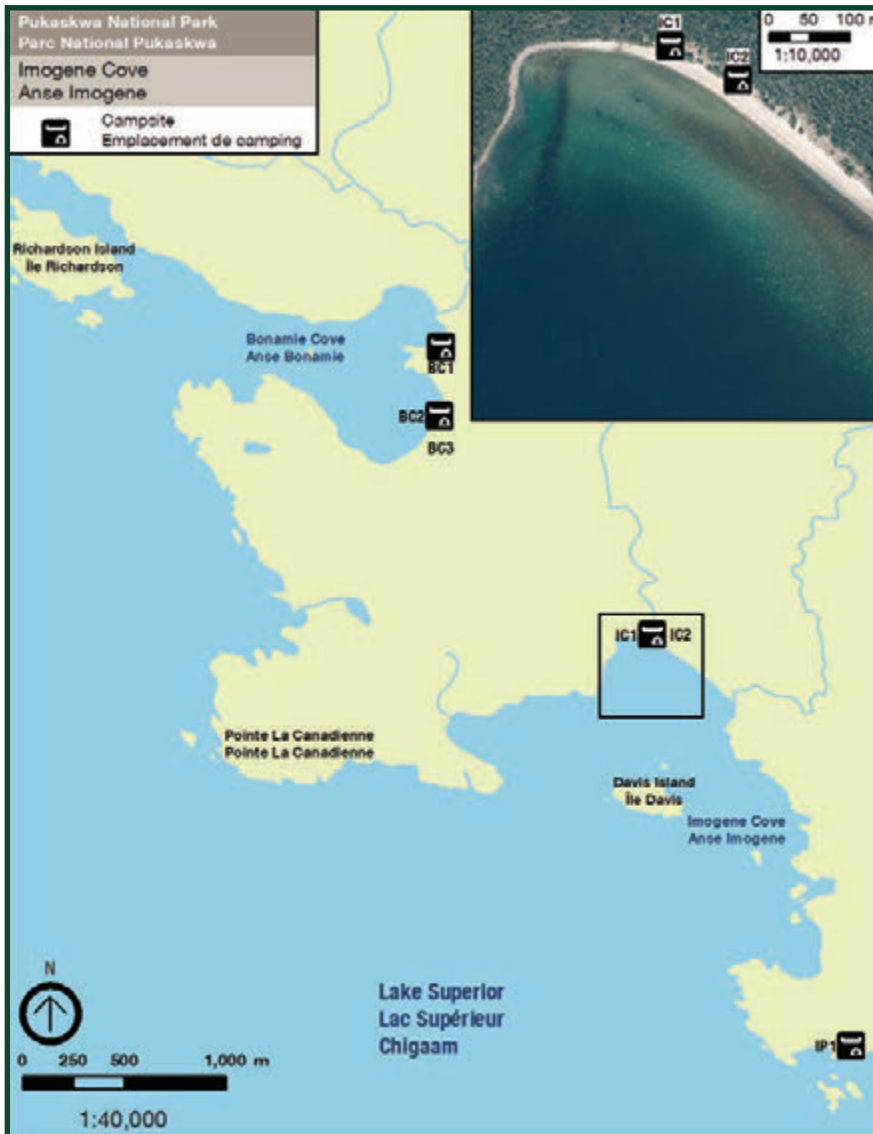 Pukaskwa National Park
Parc National Pukaskwa
Imogene Cove
Anse Imogene
Campsite
Emplacement de camping
IC1
IC2
0 50 100 m
1:10,000
Richardson Island
Île Richardson
Bonamie Cove
Anse Bonamie
BC1
BC2
BC3
IC1
IC2
Pointe La Canadienne
Pointe La Canadienne
Davis Island
Île Davis
Imogene Cove
Anse Imogene
N
Lake Superior
Lac Supérieur
Chigaam
IP1
0 250 500 1,000 m
1:40,000